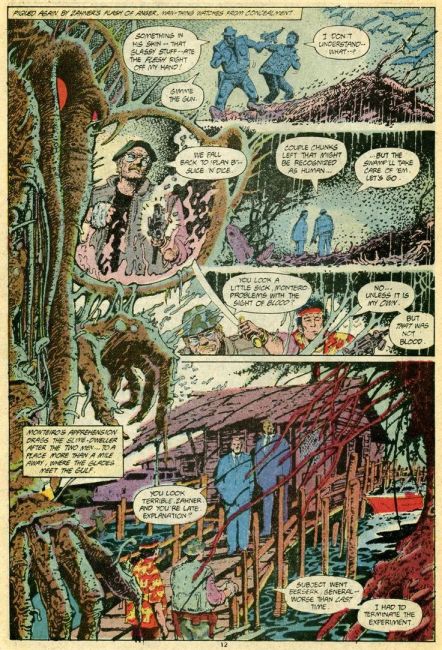 PIQUED AGAIN BY ZAHNER'S FLASH OF ANGER, MAN-THING WATCHES FROM CONCEALMENT.
SOMETHING IN
HIS SKIN -- THAT
GLASSY STUFF -- ATE
THE FLESH RIGHT
OFF MY HAND!
GIMME
THE GUN.
I DON'T
UNDERSTAND--
WHAT--?
WE FALL
BACK TO PLAN B--
SLICE 'N' DICE.
COUPLE CHUNKS
LEFT THAT MIGHT
BE RECOGNIZED
AS HUMAN...
...BUT THE
SWAMP'LL TAKE
CARE OF 'EM.
LET'S GO.
YOU LOOK A
LITTLE SICK, MONTEIRO.
PROBLEMS WITH
THE SIGHT
OF BLOOD?
NO...
UNLESS IT IS
MY OWN.
BUT
THAT WAS
NOT
BLOOD.
MONTEIRO'S APPREHENSION
DRAGS THE SLIME-DWELLER
AFTER THE TWO MEN -- TO
A PLACE MORE THAN A MILE
AWAY, WHERE THE GLADES
MEET THE GULF.
YOU LOOK
TERRIBLE, ZAHNER
AND YOU'RE LATE.
EXPLANATION?
SUBJECT WENT
BERSERK, GENERAL--
WORSE THAN LAST
TIME.
I HAD TO
TERMINATE THE
EXPERIMENT.
12